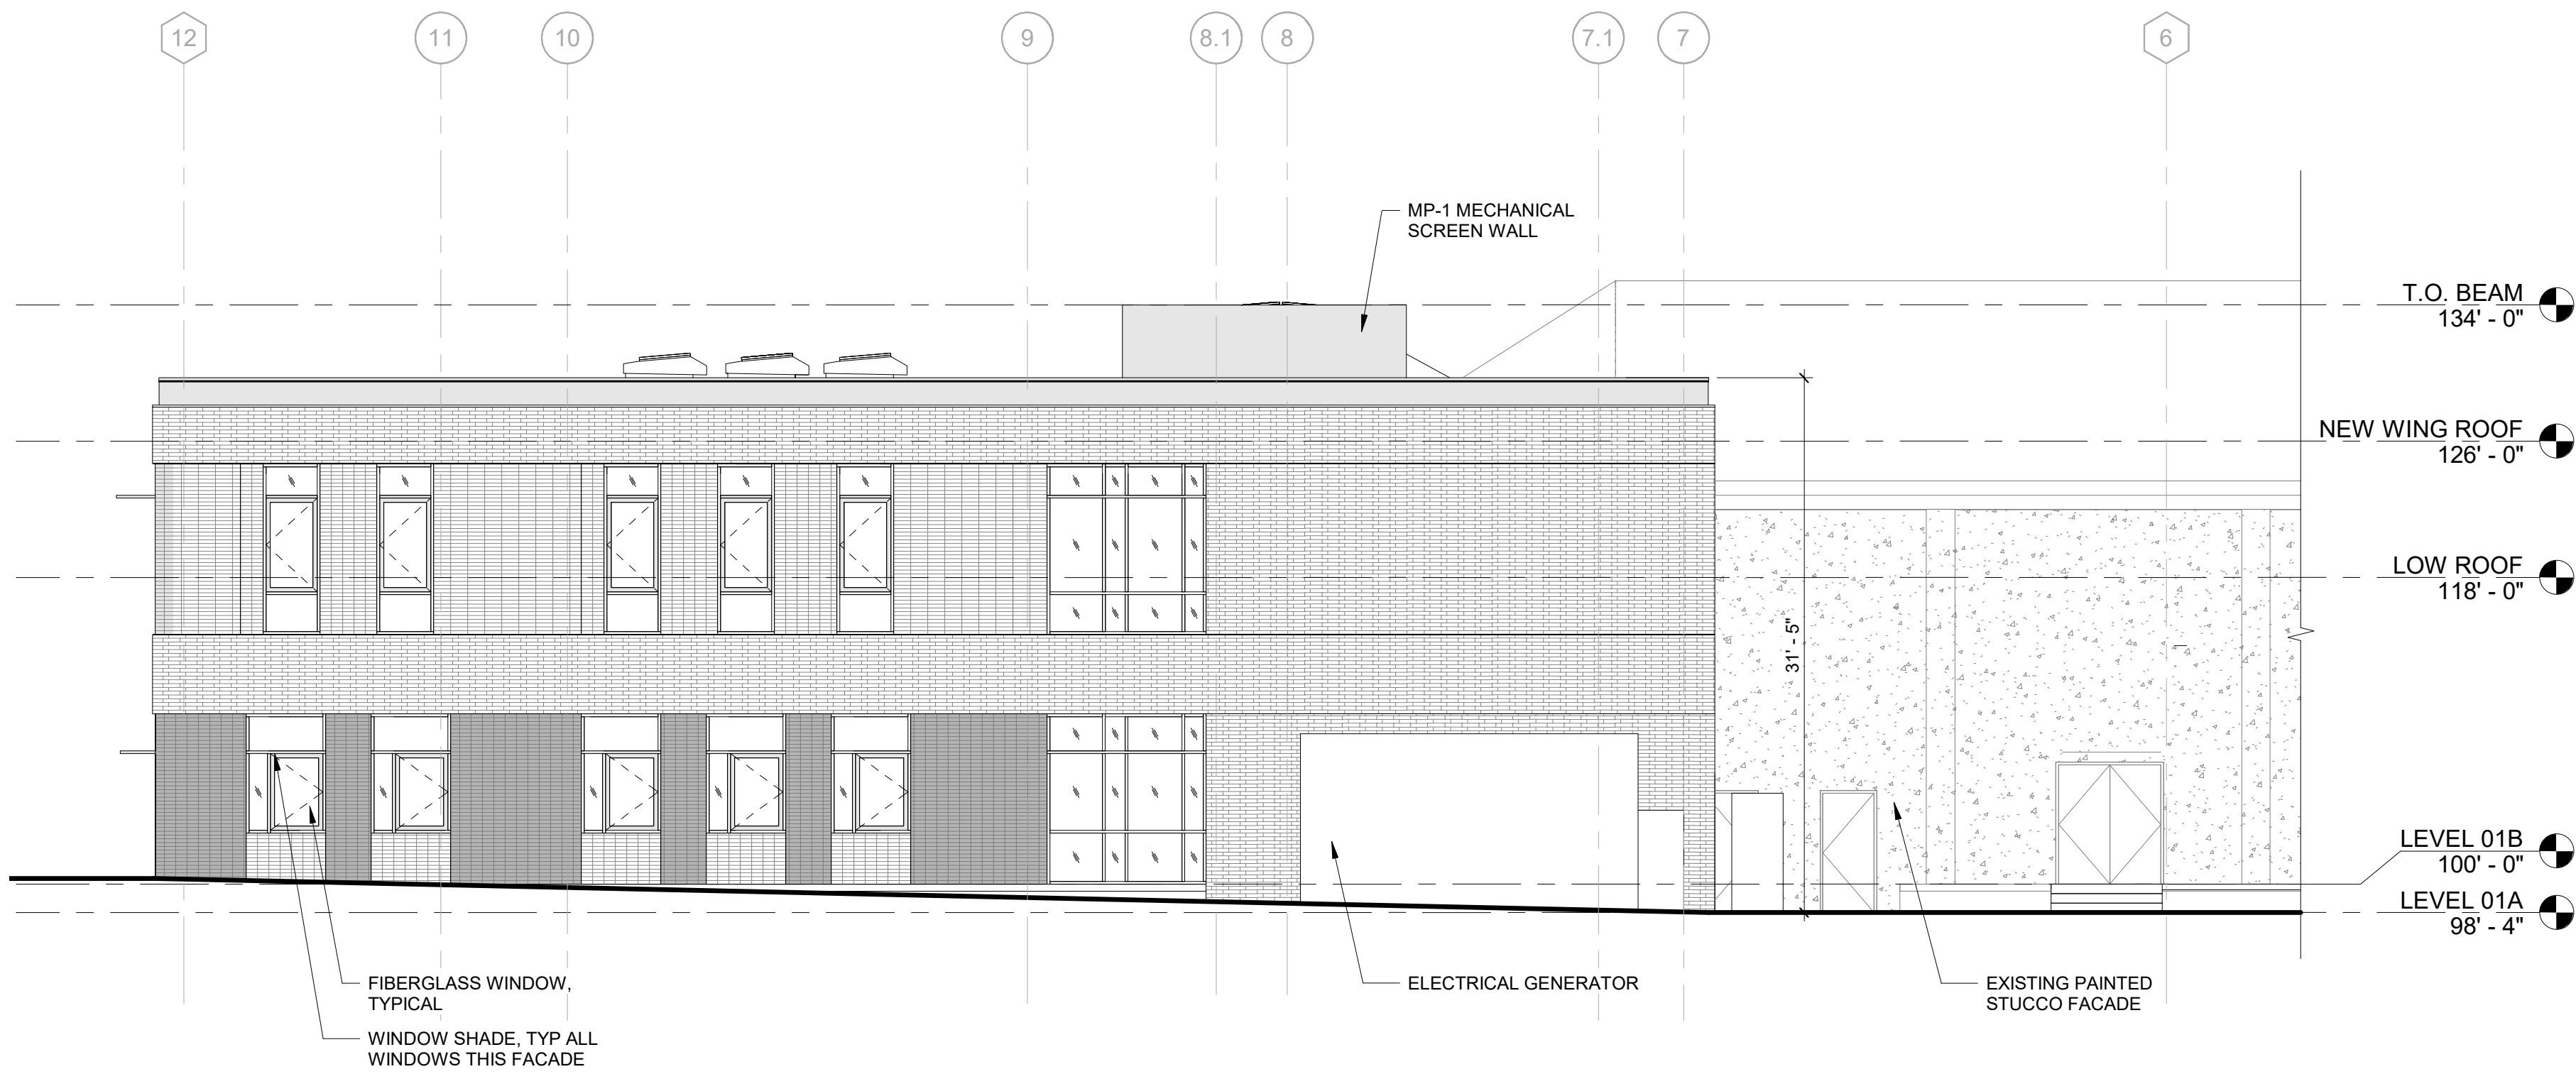 12
11
10
9
8.1
8
7.1
7
6
MP-1 MECHANICAL
SCREEN WALL
T.O. BEAM
134' - 0"
NEW WING ROOF
126' - 0"
LOW ROOF
118' - 0"
31' - 5"
LEVEL 01B
100' - 0"
LEVEL 01A
98' - 4"
FIBERGLASS WINDOW,
TYPICAL
WINDOW SHADE, TYP ALL
WINDOWS THIS FACADE
ELECTRICAL GENERATOR
EXISTING PAINTED
STUCCO FACADE